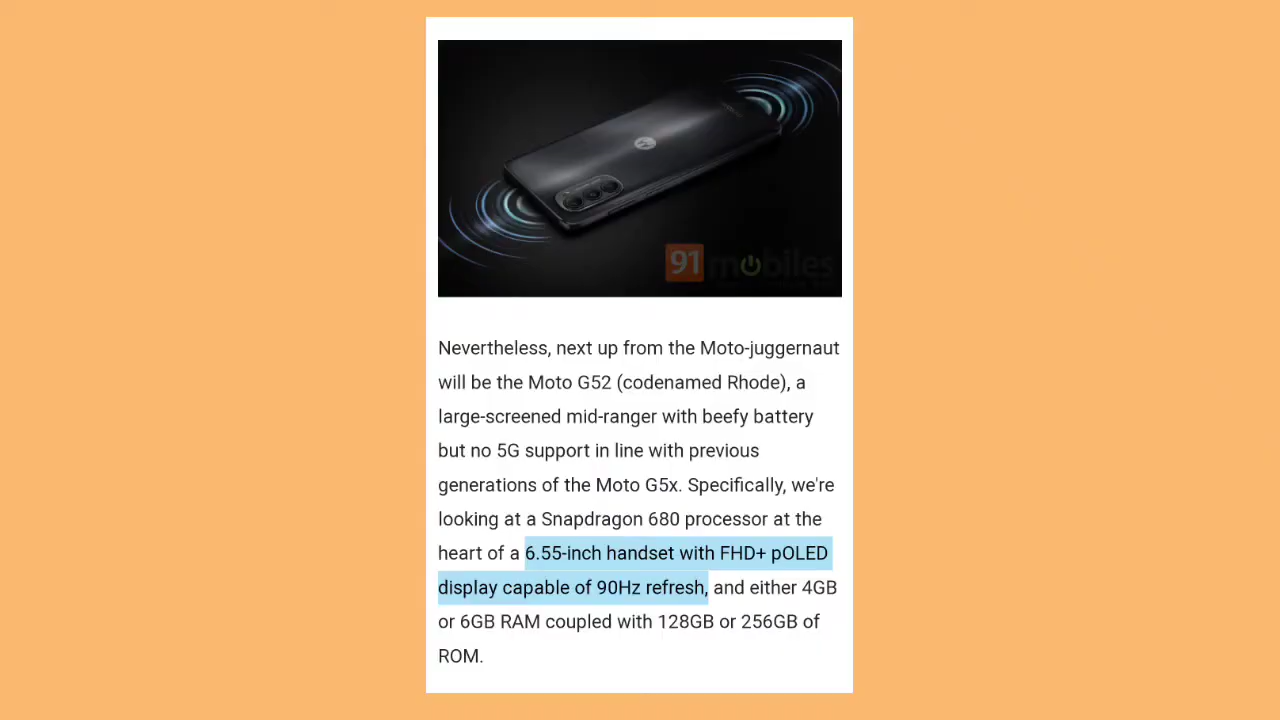 91mobiles
Nevertheless, next up from the Moto-juggernaut
will be the Moto G52 (codenamed Rhode), a
large-screened mid-ranger with beefy battery
but no 5G support in line with previous
generations of the Moto G5x. Specifically, we're
looking at a Snapdragon 680 processor at the
heart of a 6.55-inch handset with FHD+ pOLED
display capable of 90Hz refresh, and either 4GB
or 6GB RAM coupled with 128GB or 256GB of
ROM.